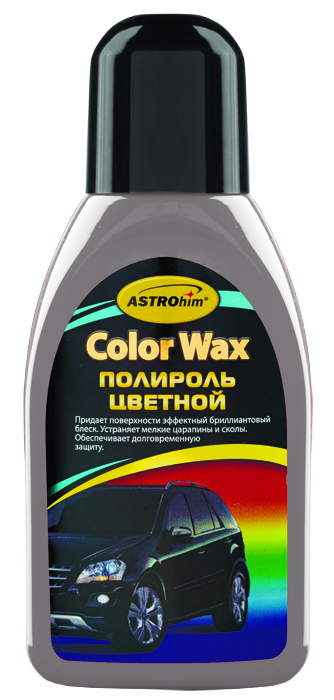 ASTROhim®
Color Wax
ПОЛИРОЛЬ
ЦВЕТНОЙ
Придает поверхности эффектный бриллиантовый
блеск. Устраняет мелкие царапины и сколы.
Обеспечивает долговременную
защиту.